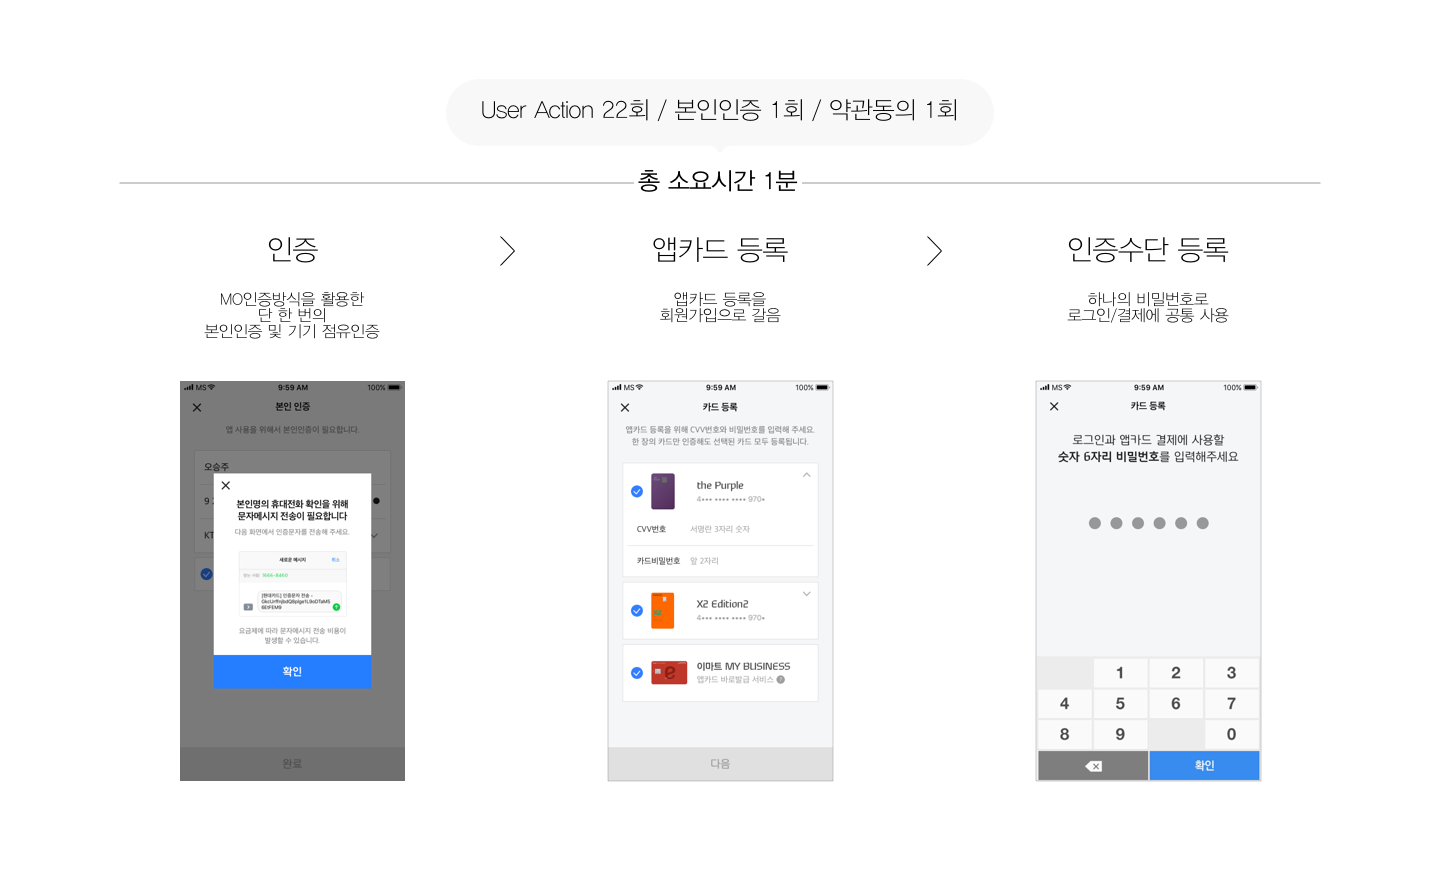 User Action 22회 / 본인인증 1회 / 약관동의 1회
총 소요시간 1분
인증
MO인증방식을 활용한
단 한 번의
본인인증 및 기기 점유인증
앱카드 등록
앱카드 등록을
회원가입으로 갈음
인증수단 등록
하나의 비밀번호로
로그인/결제에 공통 사용
MS 9:59 AM 100%
본인 인증
앱 사용을 위해서 본인인증이 필요합니다.
오승주
9
KT
본인명의 휴대전화 확인을 위해
문자메시지 전송이 필요합니다
다음 화면에서 인증문자를 전송해 주세요.
새로운 메시지 취소
1666-8460
[현대카드] 인증문자 전송 -
요금제에 따라 문자메시지 전송 비용이
발생할 수 있습니다.
확인
완료
MS 9:59 AM 100%
카드 등록
앱카드 등록을 위해 CVV번호와 비밀번호를 입력해 주세요.
한 장의 카드만 인증해도 선택된 카드 모두 등록됩니다.
the Purple
4••• •••• •••• 970•
CVV번호 서명란 3자리 숫자
카드비밀번호 앞 2자리
X2 Edition2
4••• •••• •••• 970•
이마트 MY BUSINESS
앱카드 바로발급 서비스 ?
다음
MS 9:59 AM 100%
카드 등록
로그인과 앱카드 결제에 사용할
숫자 6자리 비밀번호를 입력해주세요
1 2 3
4 5 6 7
8 9 0
확인